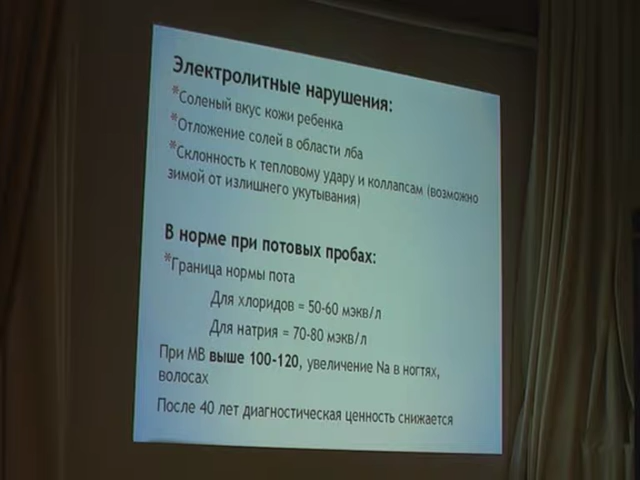 Электролитные нарушения:
*Соленый вкус кожи ребенка
*Отложение солей в области лба
*Склонность к тепловому удару и коллапсам (возможно
зимой от излишнего укутывания)
В норме при потовых пробах:
*Граница нормы пота
Для хлоридов = 50-60 мэкв/л
Для натрия = 70-80 мэкв/л
При МВ выше 100-120, увеличение Na в ногтях,
волосах
После 40 лет диагностическая ценность снижается